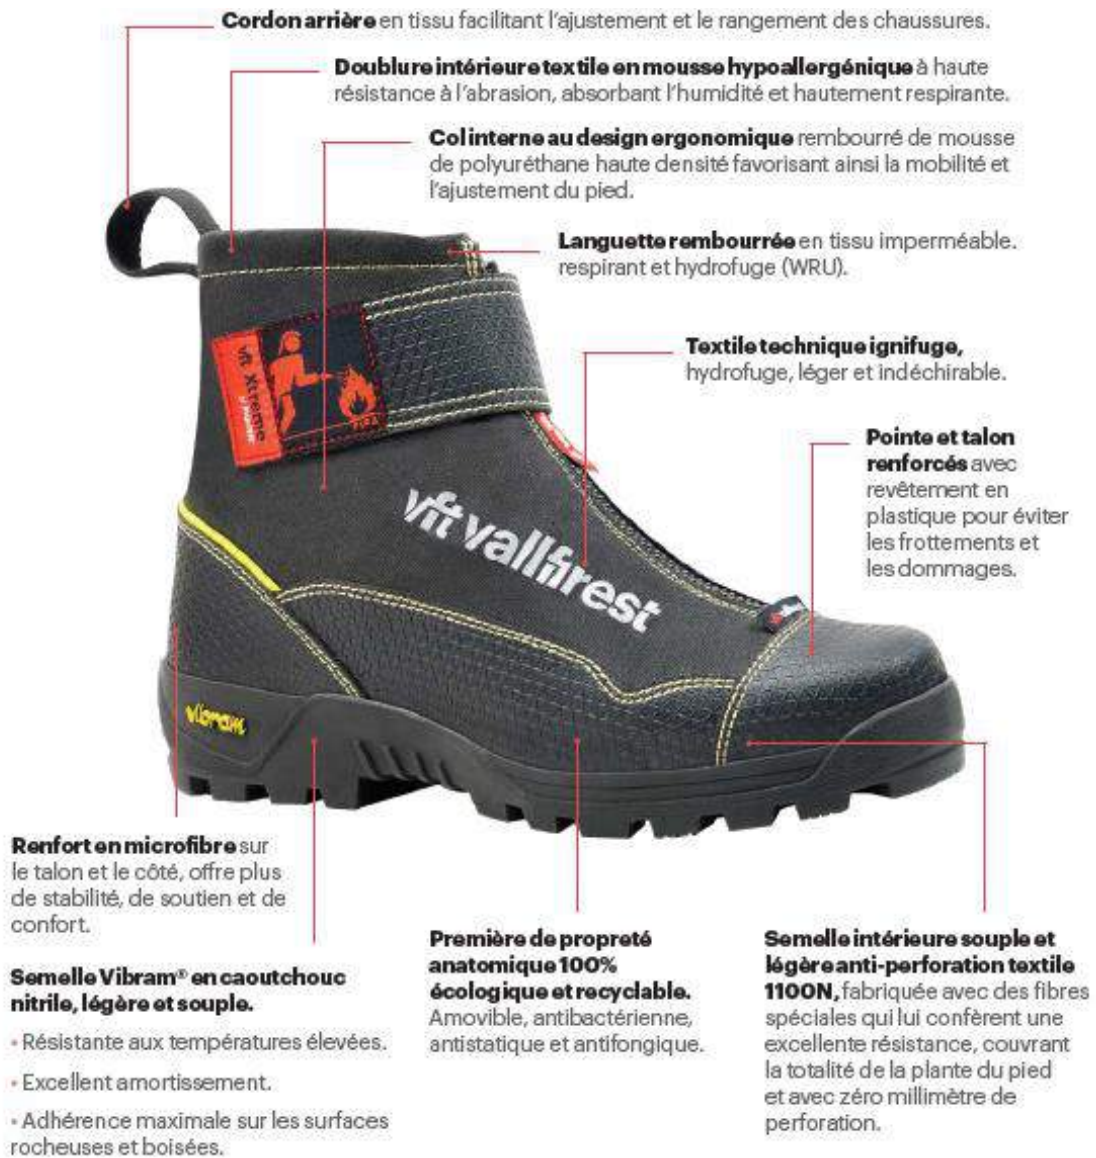 Cordon arrière en tissu facilitant l'ajustement et le rangement des chaussures.
Doublure intérieure textile en mousse hypoallergénique à haute
résistance à l'abrasion, absorbant l'humidité et hautement respirante.
Col interne au design ergonomique rembourré de mousse
de polyuréthane haute densité favorisant ainsi la mobilité et
l'ajustement du pied.
Languette rembourrée en tissu imperméable.
respirant et hydrofuge (WRU).
Textile technique ignifuge,
hydrofuge, léger et indéchirable.
Pointe et talon
renforcés avec
revêtement en
plastique pour éviter
les frottements et
les dommages.
vft Xtreme
vft vallfirest
vibram
Renfort en microfibre sur
le talon et le côté, offre plus
de stabilité, de soutien et de
confort.
Semelle Vibram® en caoutchouc
nitrile, légère et souple.
• Résistante aux températures élevées.
• Excellent amortissement.
• Adhérence maximale sur les surfaces
rocheuses et boisées.
Première de propreté
anatomique 100%
écologique et recyclable.
Amovible, antibactérienne,
antistatique et antifongique.
Semelle intérieure souple et
légère anti-perforation textile
1100N, fabriquée avec des fibres
spéciales qui lui confèrent une
excellente résistance, couvrant
la totalité de la plante du pied
et avec zéro millimètre de
perforation.